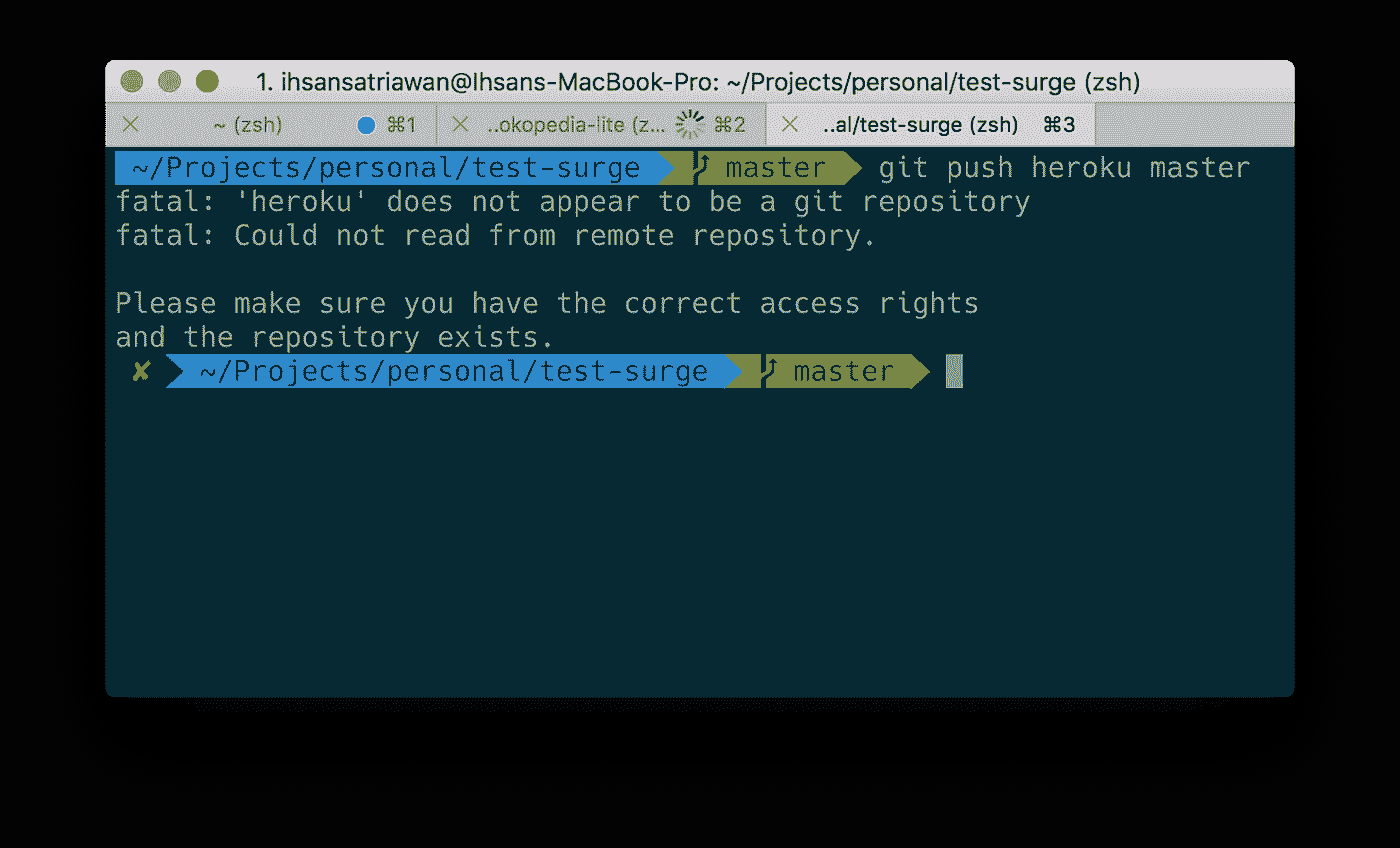 1. ihsansatriawan@Ihsans-MacBook-Pro: ~/Projects/personal/test-surge (zsh)
~ (zsh) ⌘1 ..okopedia-lite (z... ⌘2 ..al/test-surge (zsh) ⌘3
~/Projects/personal/test-surge master git push heroku master
fatal: 'heroku' does not appear to be a git repository
fatal: Could not read from remote repository.
Please make sure you have the correct access rights
and the repository exists.
✘ ~/Projects/personal/test-surge master